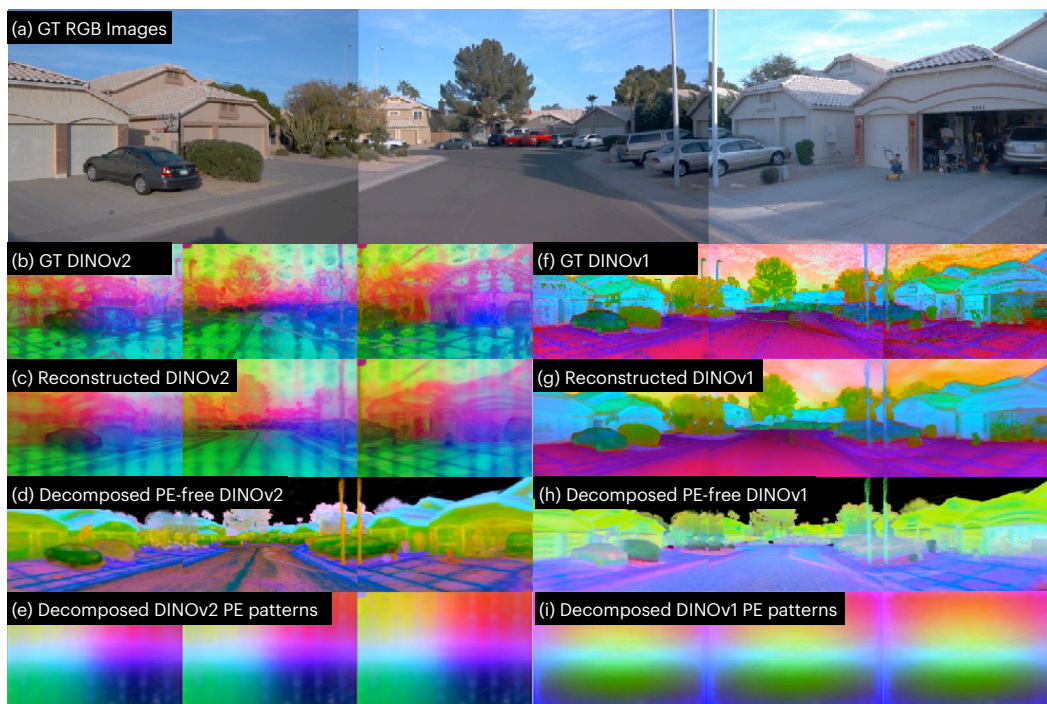 (a) GT RGB Images
(b) GT DINOv2
(f) GT DINOv1
(c) Reconstructed DINOv2
(g) Reconstructed DINOv1
(d) Decomposed PE-free DINOv2
(h) Decomposed PE-free DINOv1
(e) Decomposed DINOv2 PE patterns
(i) Decomposed DINOv1 PE patterns